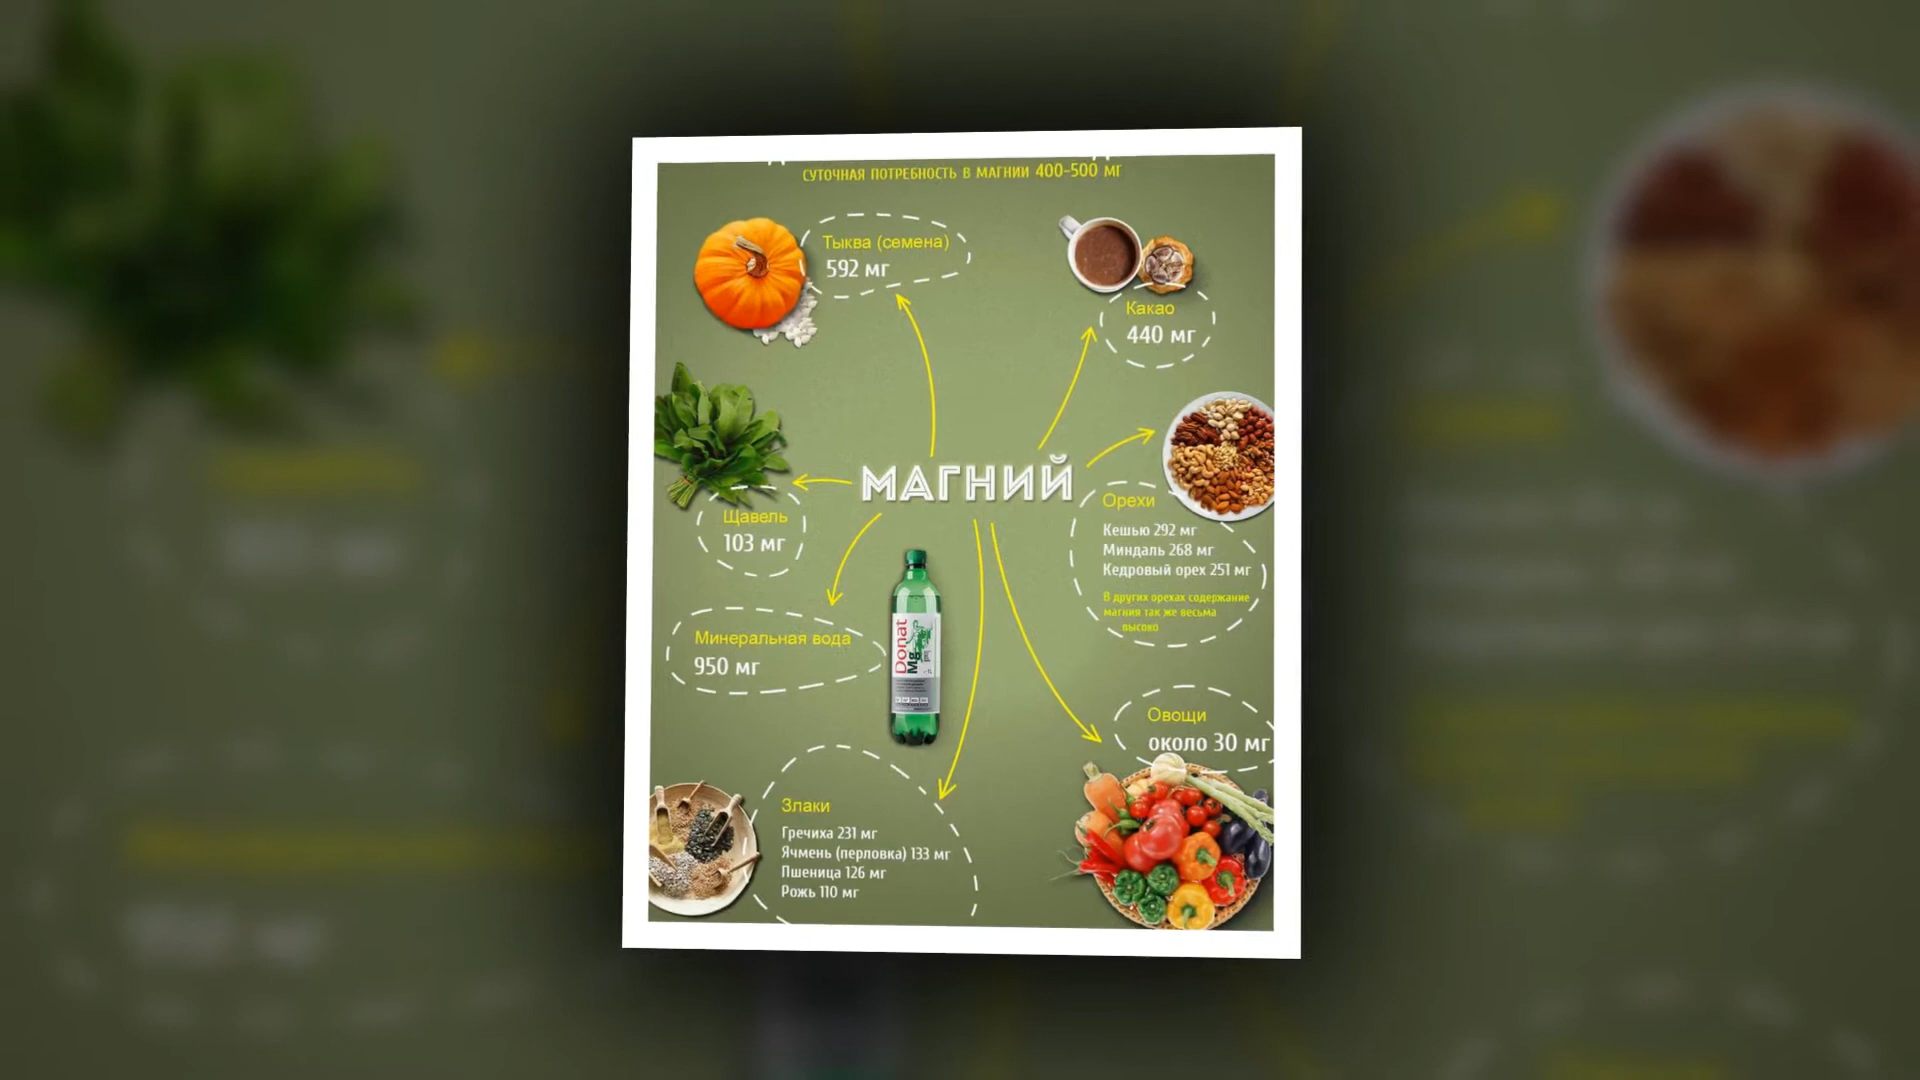 СУТОЧНАЯ ПОТРЕБНОСТЬ В МАГНИИ 400-500 МГ
Тыква (семена)
592 мг
Какао
440 мг
МАГНИЙ
Щавель
103 мг
Орехи
Кешью 292 мг
Миндаль 268 мг
Кедровый орех 251 мг
В других орехах содержание
магния так же весьма
высоко
Минеральная вода
950 мг
Donat
Mg
Овощи
около 30 мг
Злаки
Гречиха 231 мг
Ячмень (перловка) 133 мг
Пшеница 126 мг
Рожь 110 мг